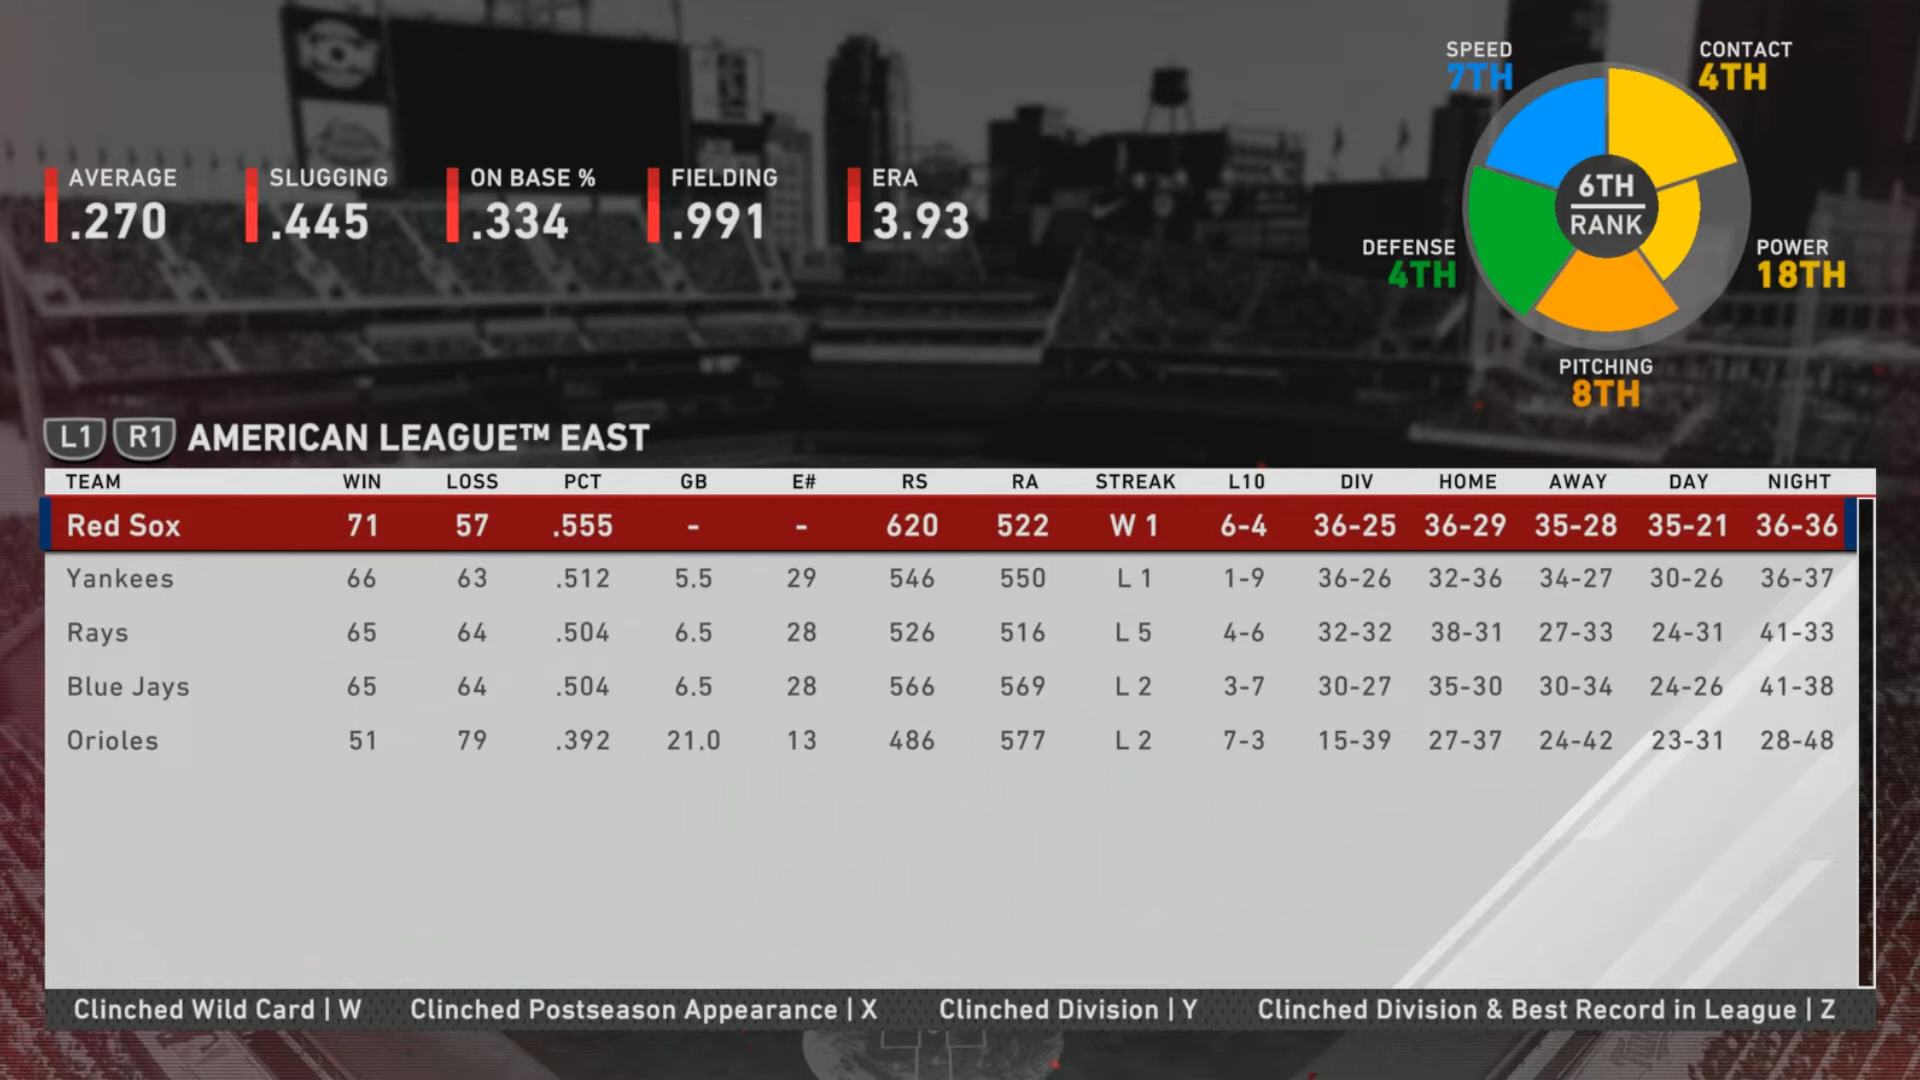 SPEED
7TH
CONTACT
4TH
AVERAGE
.270
SLUGGING
.445
ON BASE %
.334
FIELDING
.991
ERA
3.93
6TH
RANK
DEFENSE
4TH
POWER
18TH
PITCHING
8TH
L1 R1 AMERICAN LEAGUE™ EAST
TEAM WIN LOSS PCT GB E# RS RA STREAK L10 DIV HOME AWAY DAY NIGHT
Red Sox 71 57 .555 - - 620 522 W 1 6-4 36-25 36-29 35-28 35-21 36-36
Yankees 66 63 .512 5.5 29 546 550 L 1 1-9 36-26 32-36 34-27 30-26 36-37
Rays 65 64 .504 6.5 28 526 516 L 5 4-6 32-32 38-31 27-33 24-31 41-33
Blue Jays 65 64 .504 6.5 28 566 569 L 2 3-7 30-27 35-30 30-34 24-26 41-38
Orioles 51 79 .392 21.0 13 486 577 L 2 7-3 15-39 27-37 24-42 23-31 28-48
Clinched Wild Card | W Clinched Postseason Appearance | X Clinched Division | Y Clinched Division & Best Record in League | Z